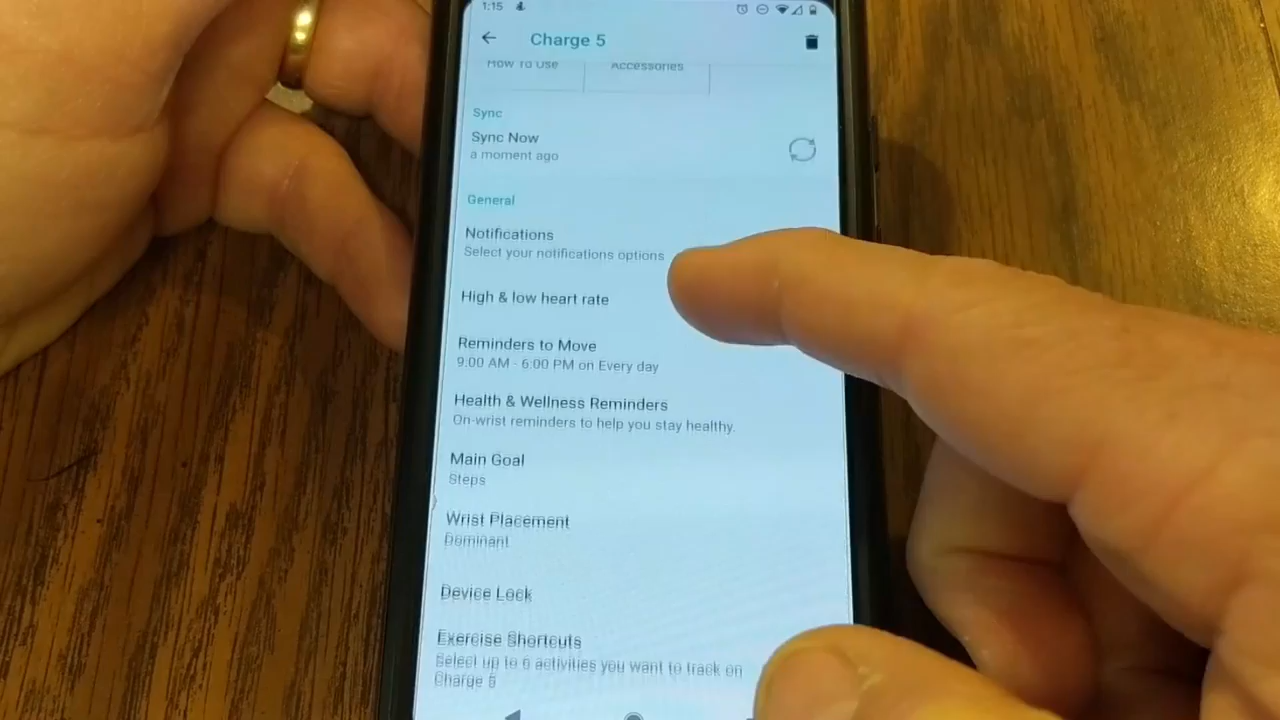 1:15
Charge 5
How To Use
Accessories
Sync
Sync Now
a moment ago
General
Notifications
Select your notifications options
High & low heart rate
Reminders to Move
9:00 AM - 6:00 PM on Every day
Health & Wellness Reminders
On-wrist reminders to help you stay healthy.
Main Goal
Steps
Wrist Placement
Dominant
Device Lock
Exercise Shortcuts
Select up to 6 activities you want to track on
Charge 5